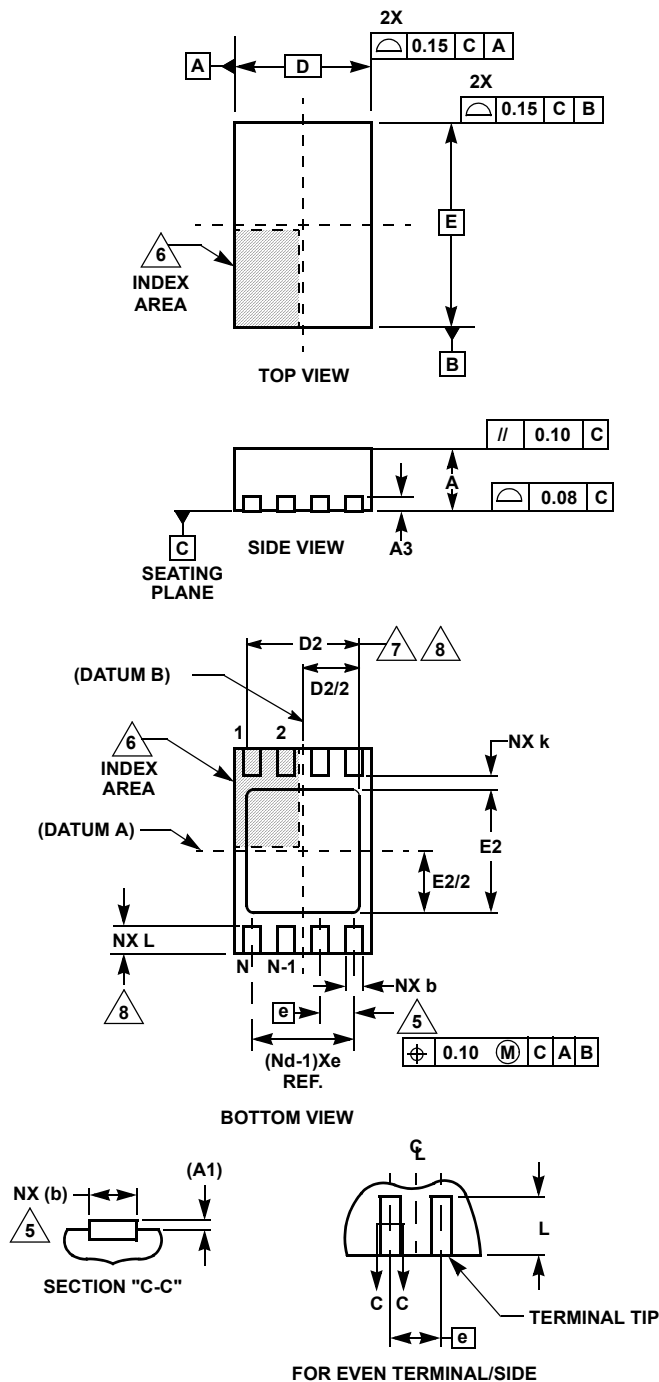 2X
⌓ 0.15 C A
A
D
2X
⌓ 0.15 C B
E
6
INDEX
AREA
B
TOP VIEW
// 0.10 C
A
⌓ 0.08 C
C
SIDE VIEW
A3
SEATING
PLANE
D2
7
8
(DATUM B)
D2/2
1
2
6
INDEX
AREA
NX k
(DATUM A)
E2
E2/2
NX L
N
N-1
NX b
8
e
5
(Nd-1)Xe
REF.
⌖ 0.10 Ⓜ C A B
BOTTOM VIEW
(A1)
NX (b)
5
SECTION "C-C"
℄
L
C
C
TERMINAL TIP
e
FOR EVEN TERMINAL/SIDE